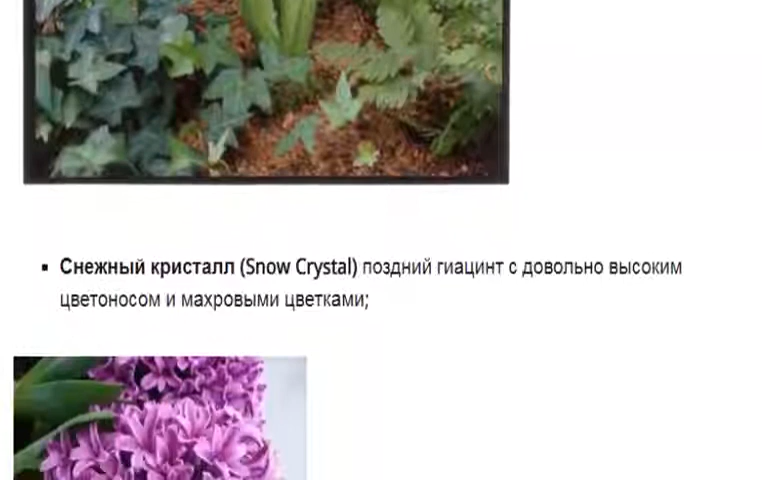 Снежный кристалл (Snow Crystal) поздний гиацинт с довольно высоким
цветоносом и махровыми цветками;